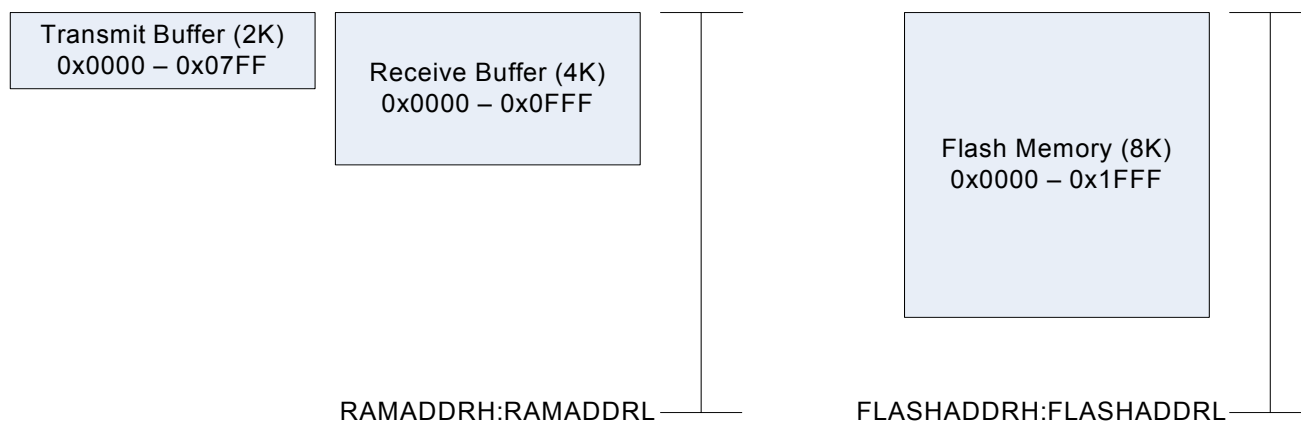 Transmit Buffer (2K)
0x0000 – 0x07FF
Receive Buffer (4K)
0x0000 – 0x0FFF
Flash Memory (8K)
0x0000 – 0x1FFF
RAMADDRH:RAMADDRL
FLASHADDRH:FLASHADDRL